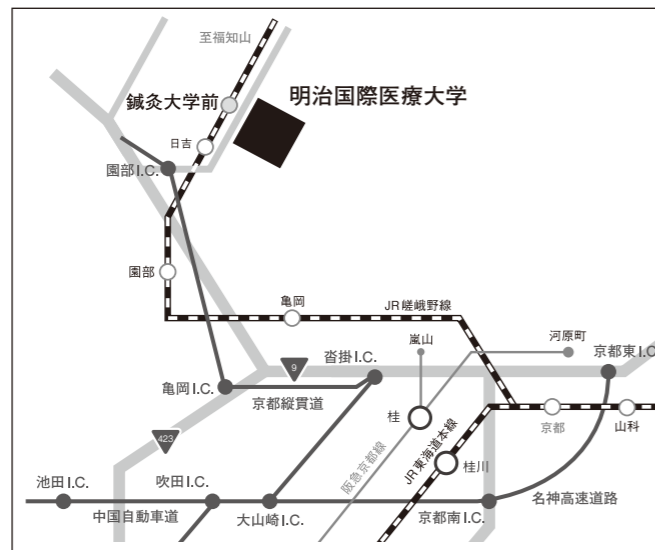 至福知山
鍼灸大学前
明治国際医療大学
日吉
園部I.C.
園部
亀岡
JR嵯峨野線
嵐山
河原町
沓掛I.C.
京都東I.C.
9
亀岡I.C.
京都縦貫道
桂
423
京都
山科
阪急京都線
JR東海道本線
桂川
池田I.C.
吹田I.C.
中国自動車道
大山崎I.C.
京都南I.C.
名神高速道路